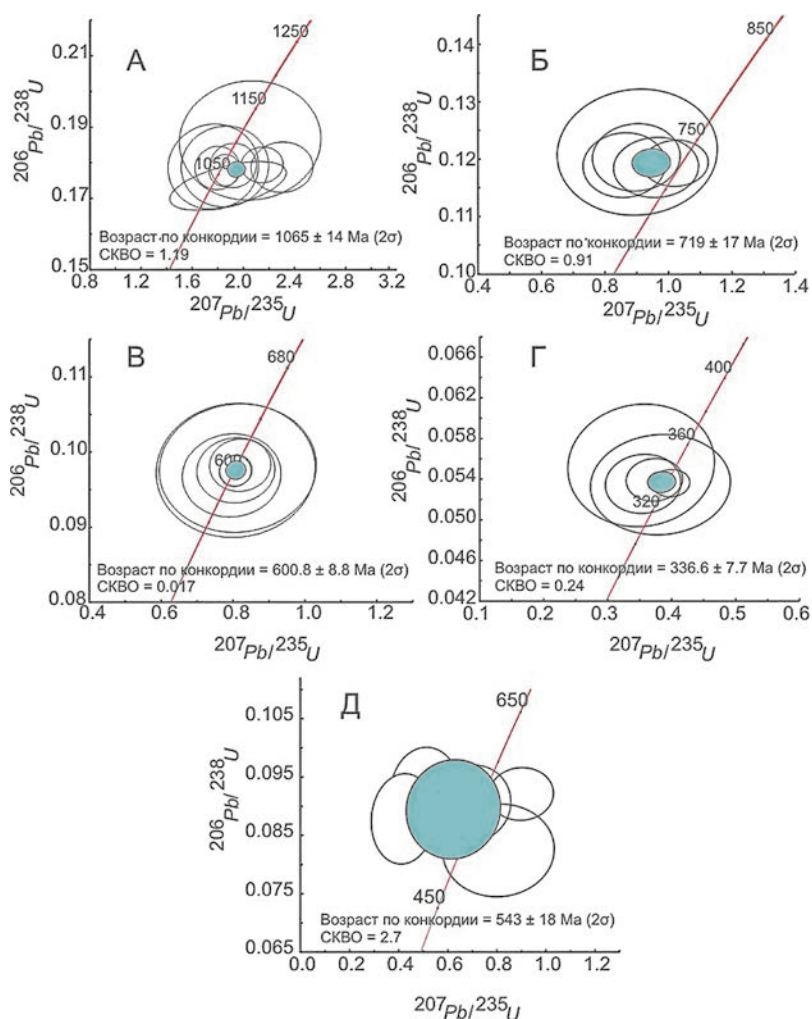 А
1250
1150
1050
0.21
0.19
0.17
0.15
206Pb/238U
Возраст по конкордии = 1065 ± 14 Ma (2σ)
СКВО = 1.19
0.8 1.2 1.6 2.0 2.4 2.8 3.2
207Pb/235U
Б
850
750
0.14
0.13
0.12
0.11
0.10
206Pb/238U
Возраст по конкордии = 719 ± 17 Ma (2σ)
СКВО = 0.91
0.4 0.6 0.8 1.0 1.2 1.4
207Pb/235U
В
680
600
0.11
0.10
0.09
0.08
206Pb/238U
Возраст по конкордии = 600.8 ± 8.8 Ma (2σ)
СКВО = 0.017
0.4 0.6 0.8 1.0
207Pb/235U
Г
400
360
320
0.066
0.062
0.058
0.054
0.050
0.046
0.042
206Pb/238U
Возраст по конкордии = 336.6 ± 7.7 Ma (2σ)
СКВО = 0.24
0.1 0.2 0.3 0.4 0.5 0.6
207Pb/235U
Д
650
450
0.105
0.095
0.085
0.075
0.065
206Pb/238U
Возраст по конкордии = 543 ± 18 Ma (2σ)
СКВО = 2.7
0.0 0.2 0.4 0.6 0.8 1.0 1.2
207Pb/235U